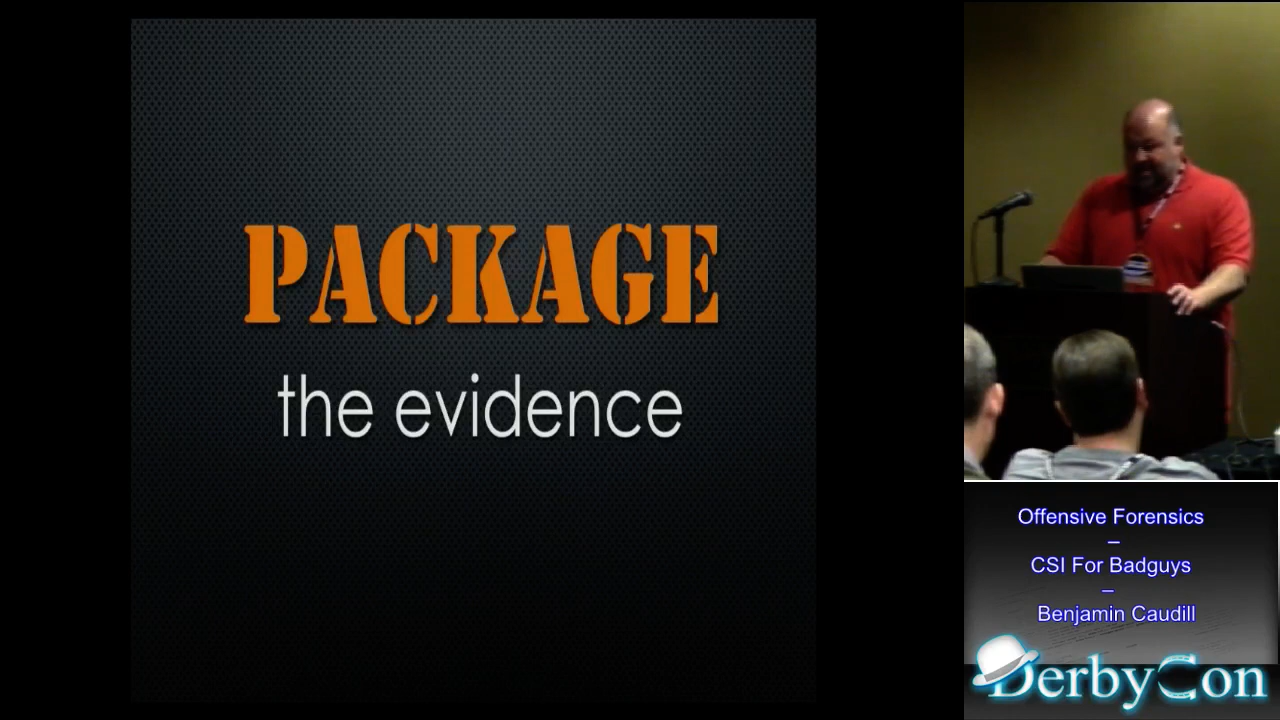 PACKAGE
the evidence
Offensive Forensics
–
CSI For Badguys
–
Benjamin Caudill
DerbyCon